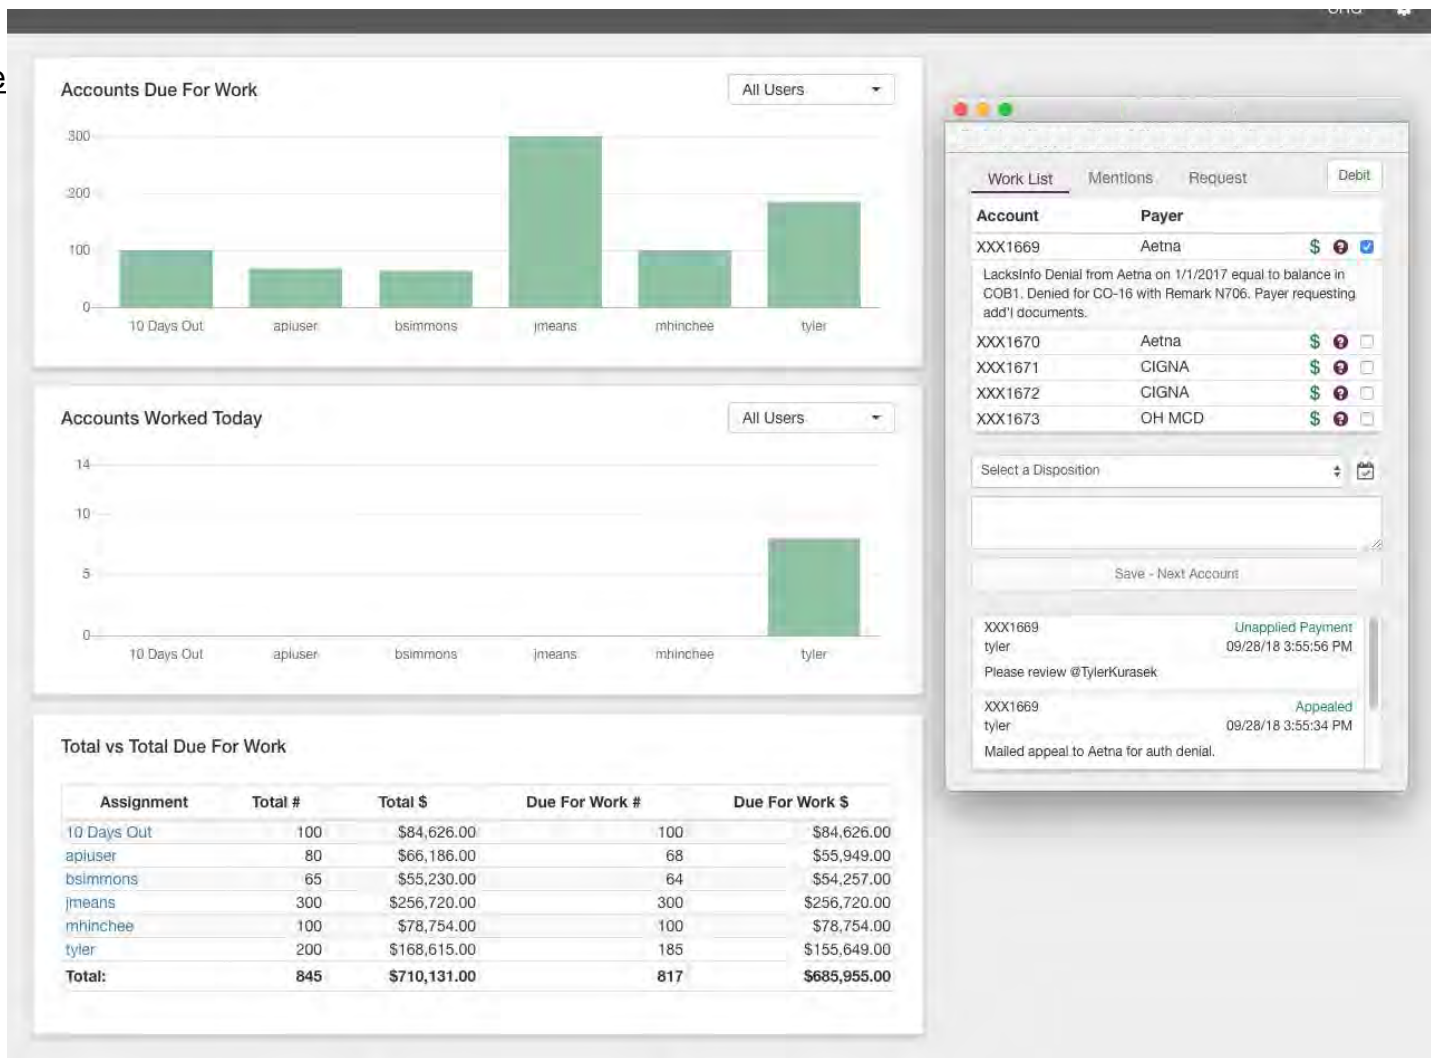 e
Accounts Due For Work
All Users
300
200
100
0
10 Days Out apiuser bsimmons jmeans mhinchee tyler
Accounts Worked Today
All Users
14
10
5
0
10 Days Out apiuser bsimmons jmeans mhinchee tyler
Total vs Total Due For Work
Assignment Total # Total $ Due For Work # Due For Work $
10 Days Out 100 $84,626.00 100 $84,626.00
apiuser 80 $66,186.00 68 $55,949.00
bsimmons 65 $55,230.00 64 $54,257.00
jmeans 300 $256,720.00 300 $256,720.00
mhinchee 100 $78,754.00 100 $78,754.00
tyler 200 $168,615.00 185 $155,649.00
Total: 845 $710,131.00 817 $685,955.00
Work List Mentions Request Debit
Account Payer
XXX1669 Aetna $ ?
LacksInfo Denial from Aetna on 1/1/2017 equal to balance in
COB1. Denied for CO-16 with Remark N706. Payer requesting
add'l documents.
XXX1670 Aetna $ ?
XXX1671 CIGNA $ ?
XXX1672 CIGNA $ ?
XXX1673 OH MCD $ ?
Select a Disposition
Save - Next Account
XXX1669 Unapplied Payment
tyler 09/28/18 3:55:56 PM
Please review @TylerKurasek
XXX1669 Appealed
tyler 09/28/18 3:55:34 PM
Mailed appeal to Aetna for auth denial.